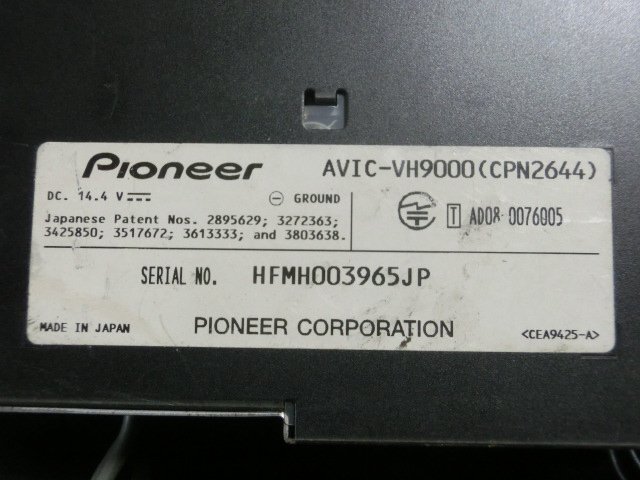 Pioneer
AVIC-VH9000(CPN2644)
DC. 14.4 V
⊖ GROUND
Japanese Patent Nos. 2895629; 3272363;
3425850; 3517672; 3613333; and 3803638.
T AD08-0076005
SERIAL NO. HFMH003965JP
MADE IN JAPAN
PIONEER CORPORATION
<CEA9425-A>